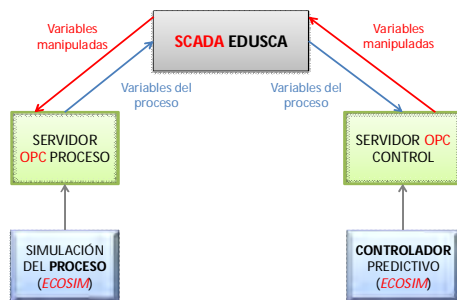 SCADA EDUSCA
Variables
manipuladas
Variables
manipuladas
Variables del
proceso
Variables del
proceso
SERVIDOR
OPC PROCESO
SERVIDOR OPC
CONTROL
SIMULACIÓN
DEL PROCESO
(ECOSIM)
CONTROLADOR
PREDICTIVO
(ECOSIM)